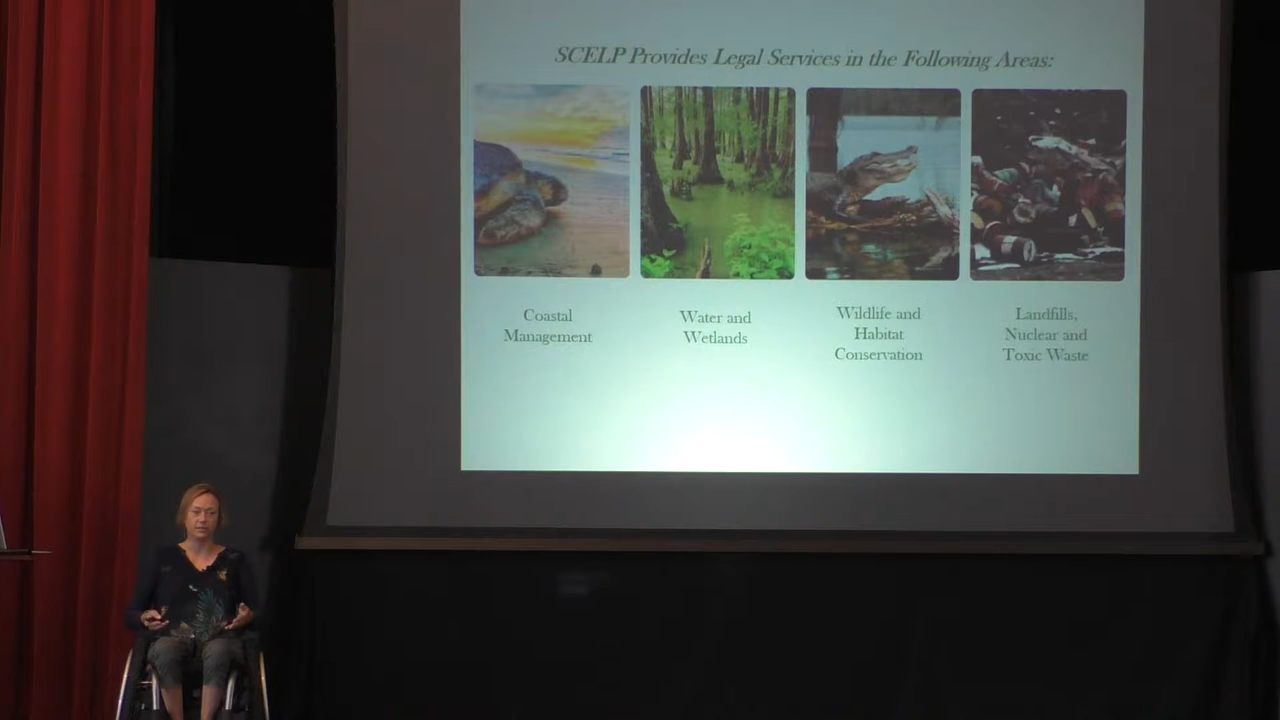 SCELP Provides Legal Services in the Following Areas:
Coastal
Management
Water and
Wetlands
Wildlife and
Habitat
Conservation
Landfills,
Nuclear and
Toxic Waste